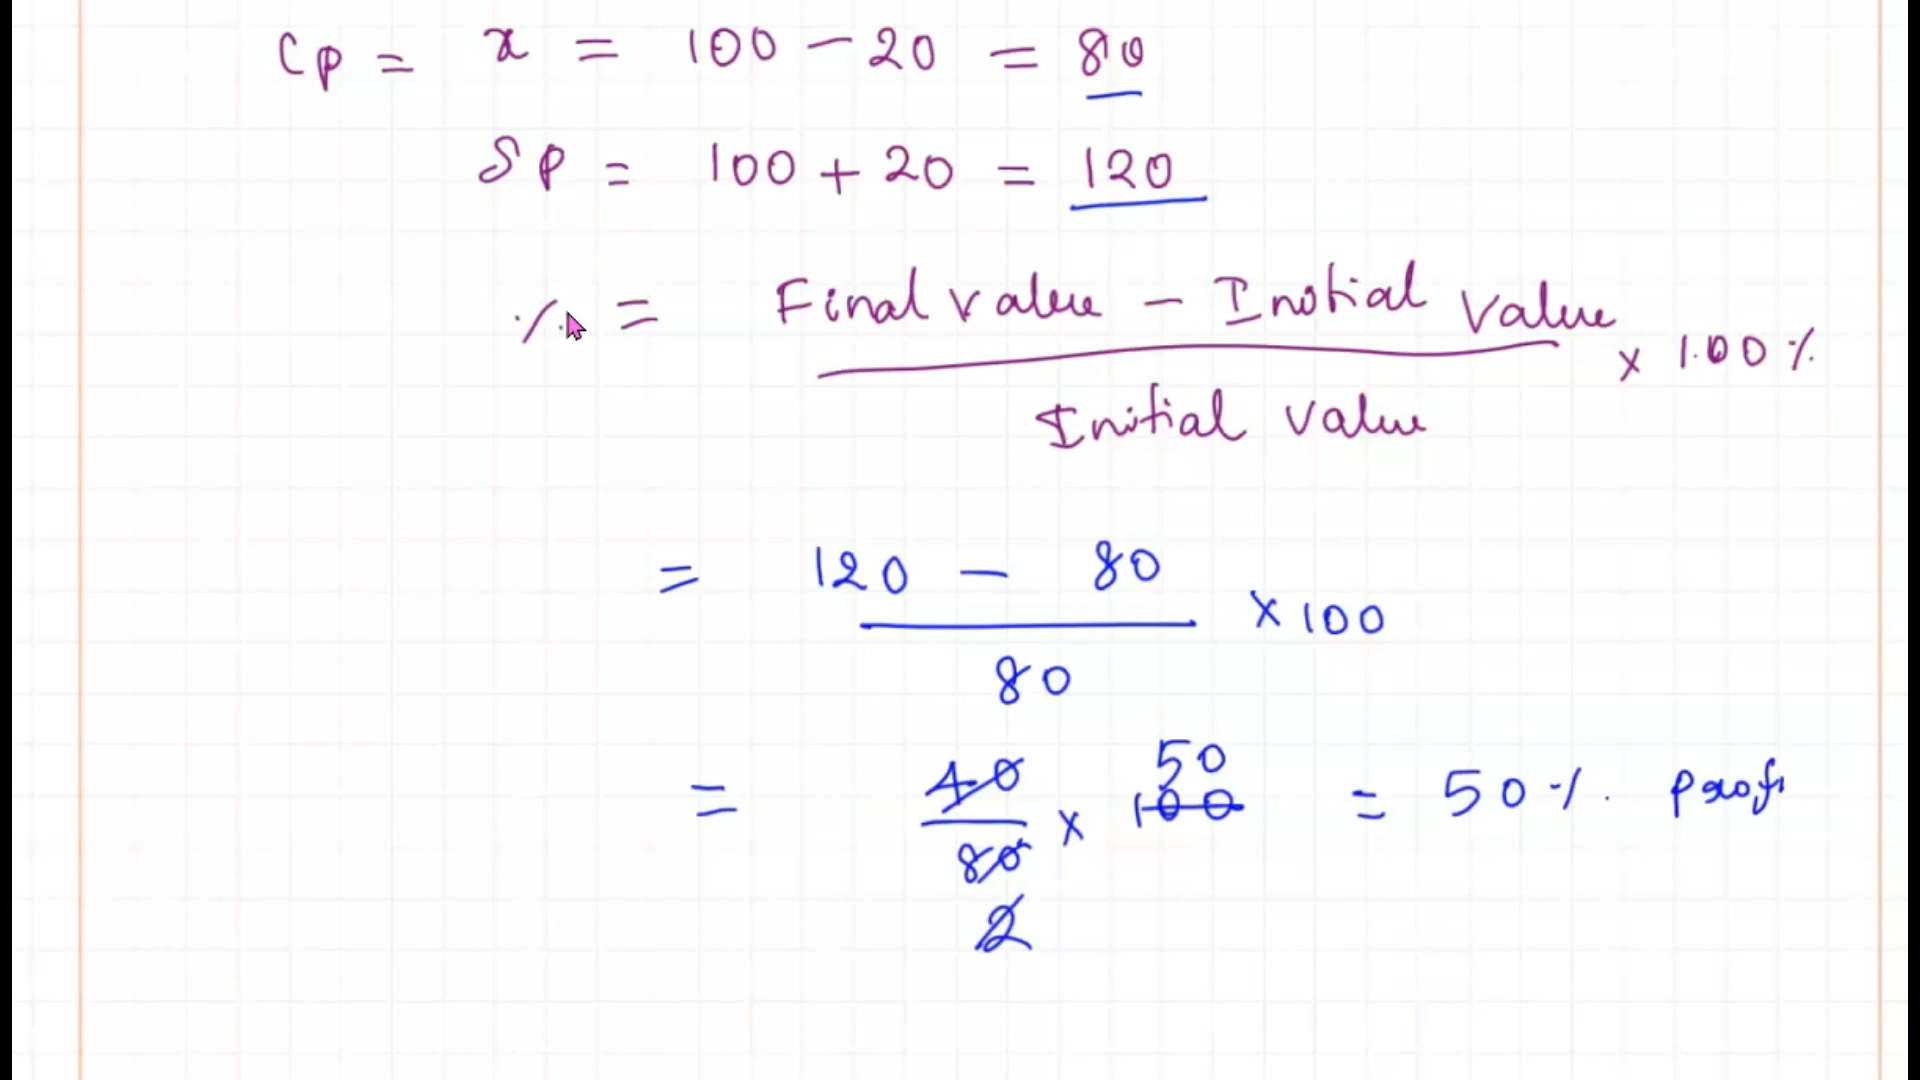 Cp = x = 100 - 20 = 80
SP = 100 + 20 = 120
% = Final value - Initial value
× 100%
Initial value
= 120 - 80
× 100
80
50
= 40 × 100 = 50% Prof
80
2